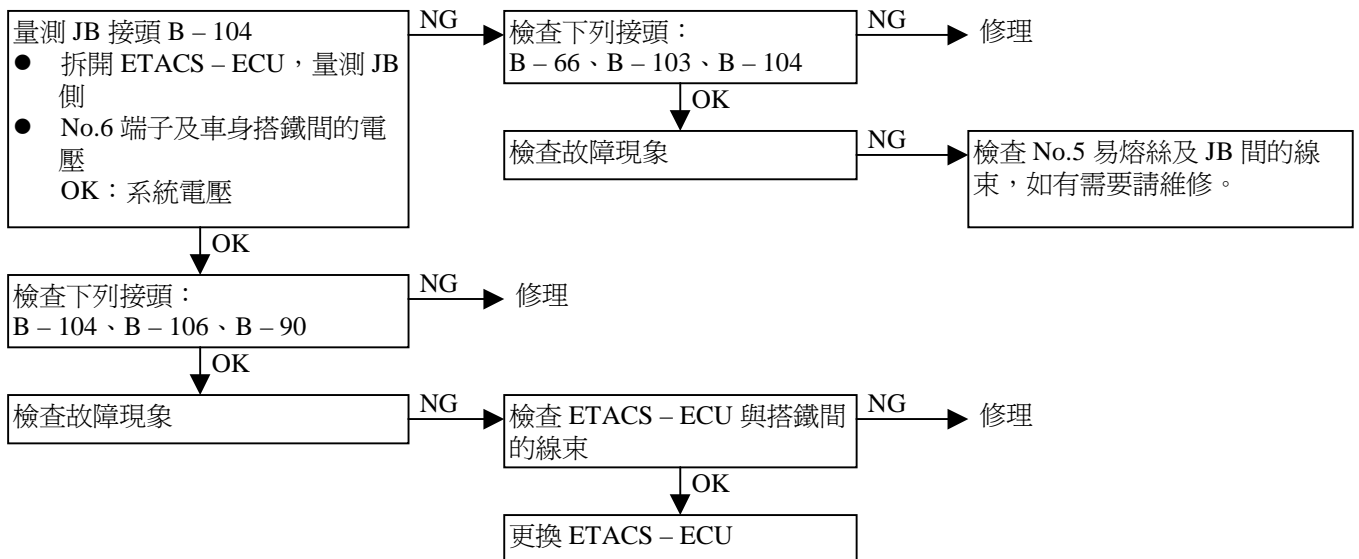 量測 JB 接頭 B – 104
● 拆開 ETACS – ECU，量測 JB
側
● No.6 端子及車身搭鐵間的電
壓
OK：系統電壓
NG
檢查下列接頭：
B – 66、B – 103、B – 104
NG
修理
OK
檢查故障現象
NG
檢查 No.5 易熔絲及 JB 間的線
束，如有需要請維修。
OK
檢查下列接頭：
B – 104、B – 106、B – 90
NG
修理
OK
檢查故障現象
NG
檢查 ETACS – ECU 與搭鐵間
的線束
NG
修理
OK
更換 ETACS – ECU